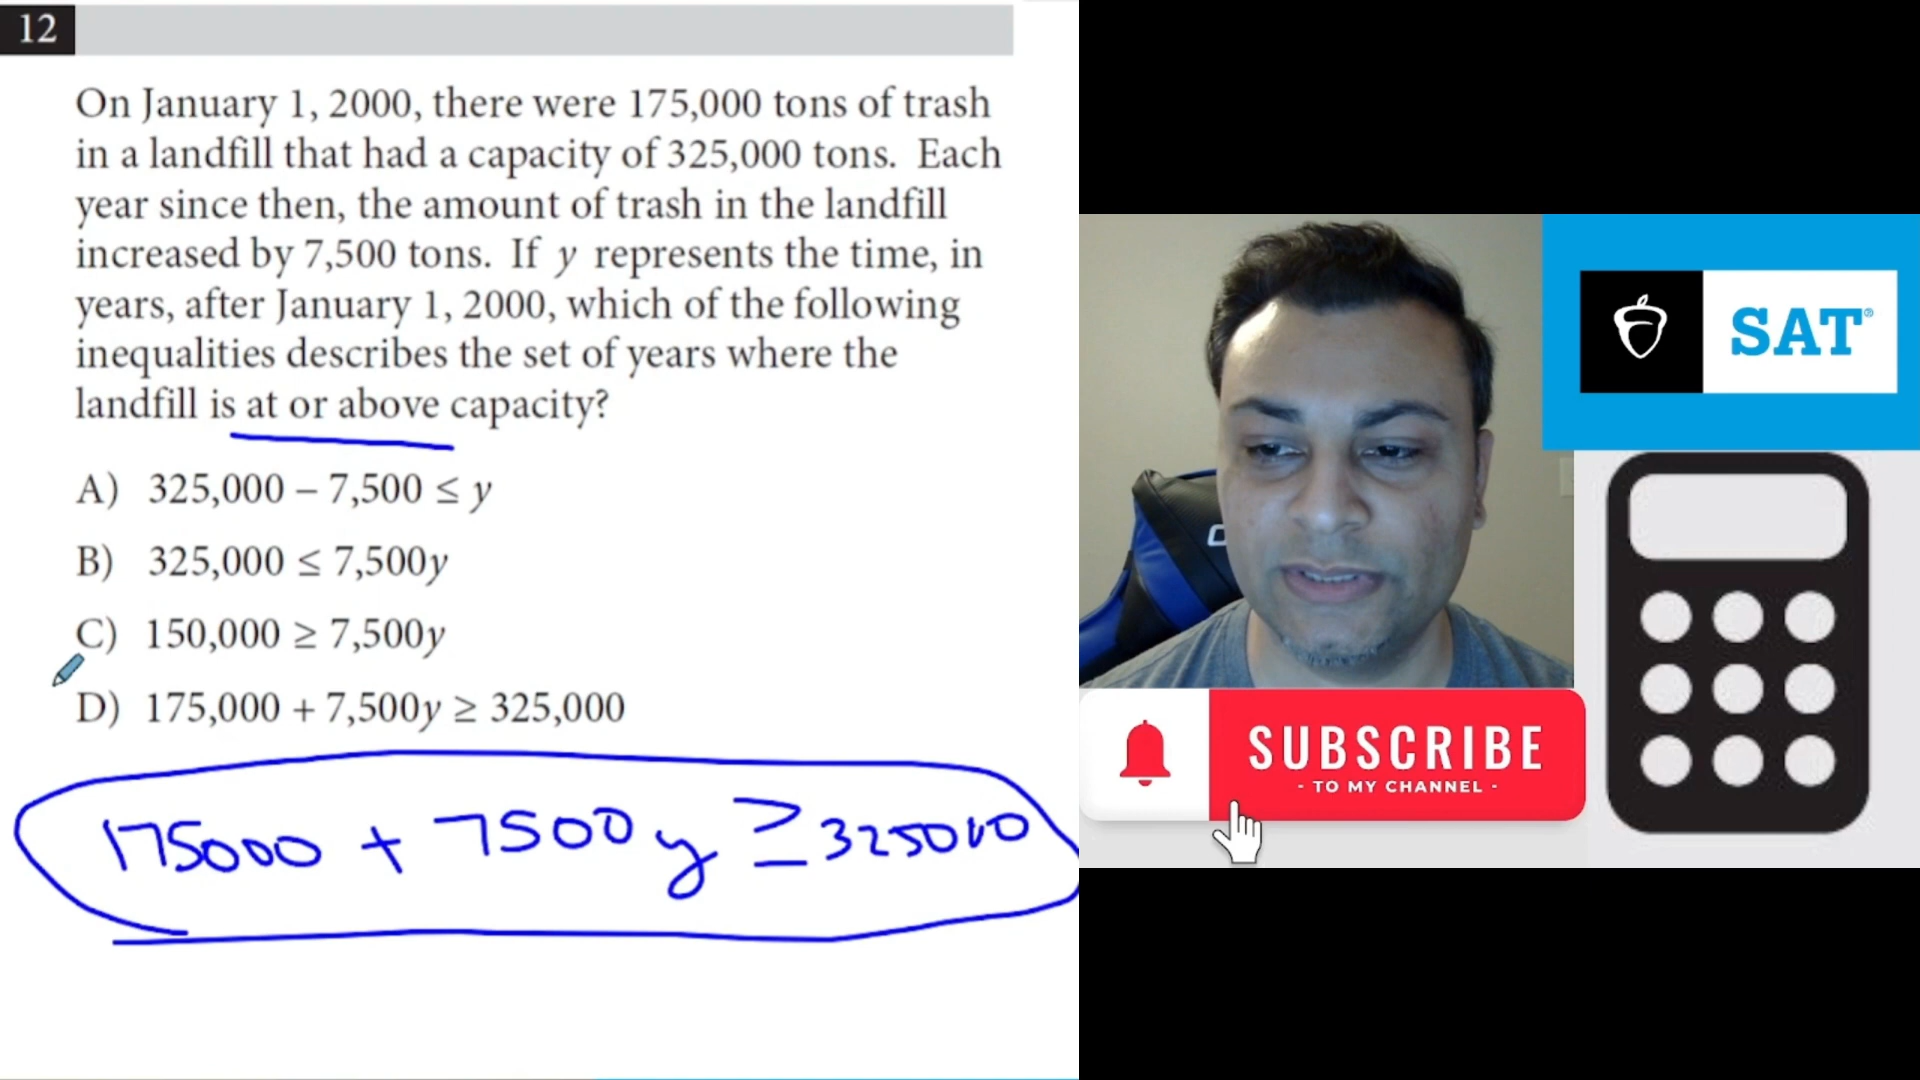 12
On January 1, 2000, there were 175,000 tons of trash
in a landfill that had a capacity of 325,000 tons. Each
year since then, the amount of trash in the landfill
increased by 7,500 tons. If y represents the time, in
years, after January 1, 2000, which of the following
inequalities describes the set of years where the
landfill is at or above capacity?
A) 325,000 – 7,500 ≤ y
B) 325,000 ≤ 7,500y
C) 150,000 ≥ 7,500y
D) 175,000 + 7,500y ≥ 325,000
175000 + 7500y ≥ 325000
SAT®
SUBSCRIBE
- TO MY CHANNEL -